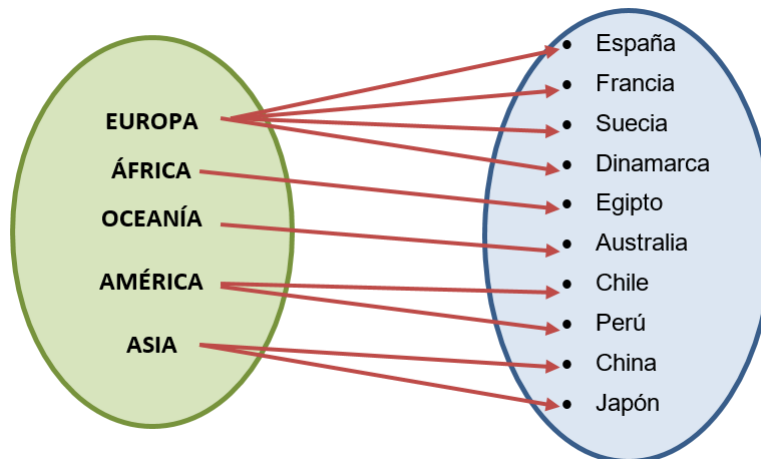 EUROPA
ÁFRICA
OCEANÍA
AMÉRICA
ASIA
• España
• Francia
• Suecia
• Dinamarca
• Egipto
• Australia
• Chile
• Perú
• China
• Japón